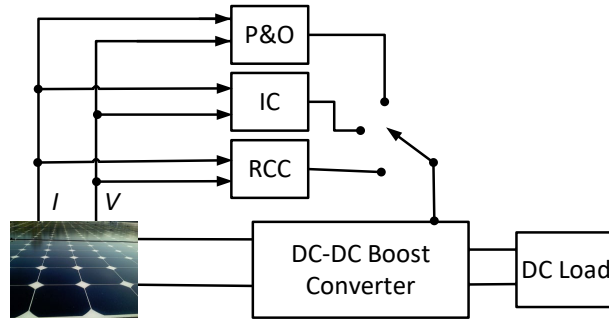 P&O
IC
RCC
I V
DC-DC Boost
Converter
DC Load